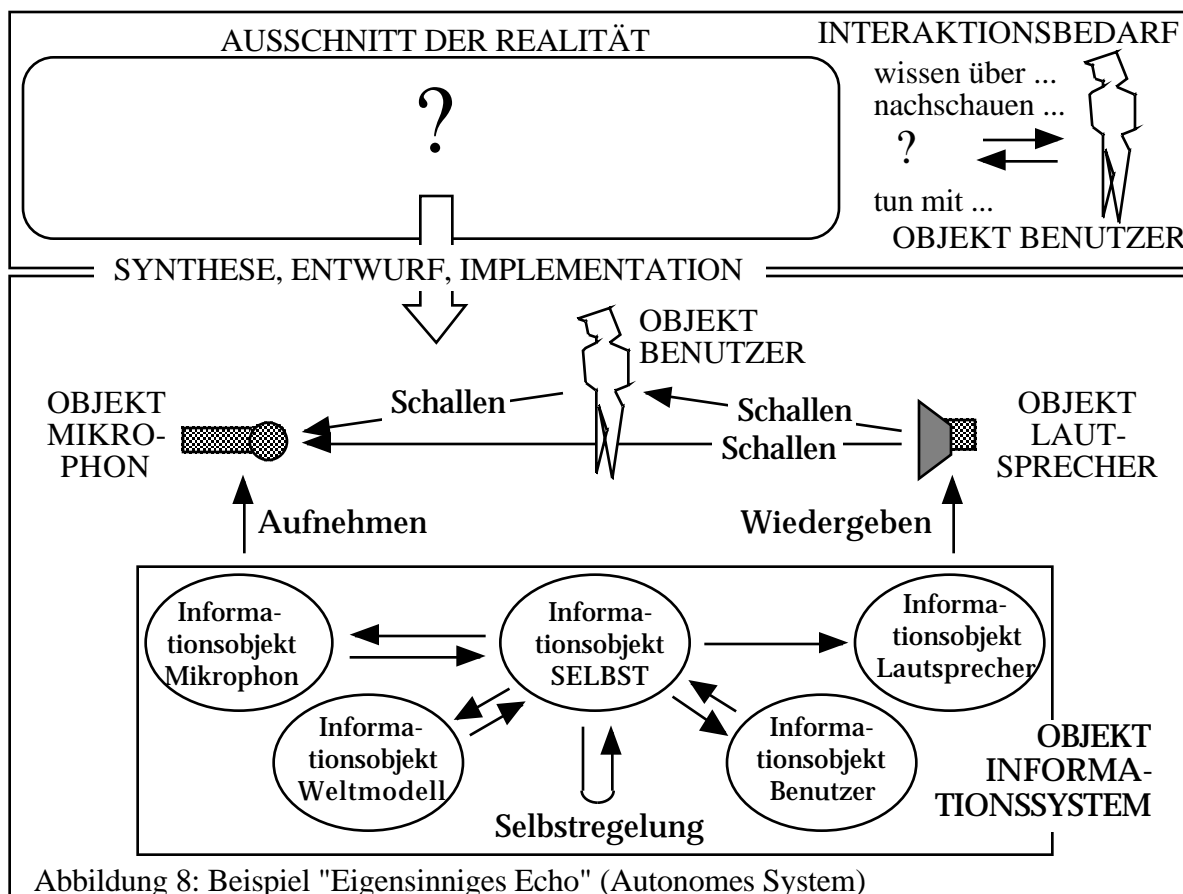 AUSSCHNITT DER REALITÄT
INTERAKTIONSBEDARF
wissen über ...
nachschauen ...
?
?
tun mit ...
OBJEKT BENUTZER
SYNTHESE, ENTWURF, IMPLEMENTATION
OBJEKT
BENUTZER
OBJEKT
MIKRO-
PHON
Schallen
Schallen
Schallen
OBJEKT
LAUT-
SPRECHER
Aufnehmen
Wiedergeben
Informa-
tionsobjekt
Mikrophon
Informa-
tionsobjekt
SELBST
Informa-
tionsobjekt
Lautsprecher
Informa-
tionsobjekt
Weltmodell
Informa-
tionsobjekt
Benutzer
OBJEKT
INFORMA-
TIONSSYSTEM
Selbstregelung
Abbildung 8: Beispiel "Eigensinniges Echo" (Autonomes System)